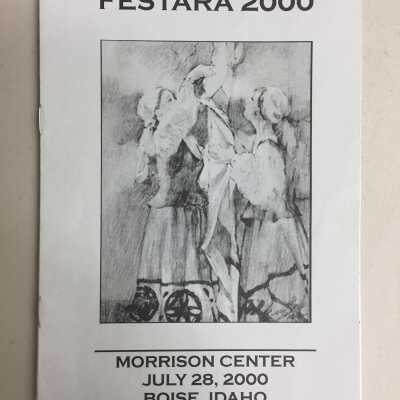 FESTARA 2000
MORRISON CENTER
JULY 28, 2000
BOISE, IDAHO